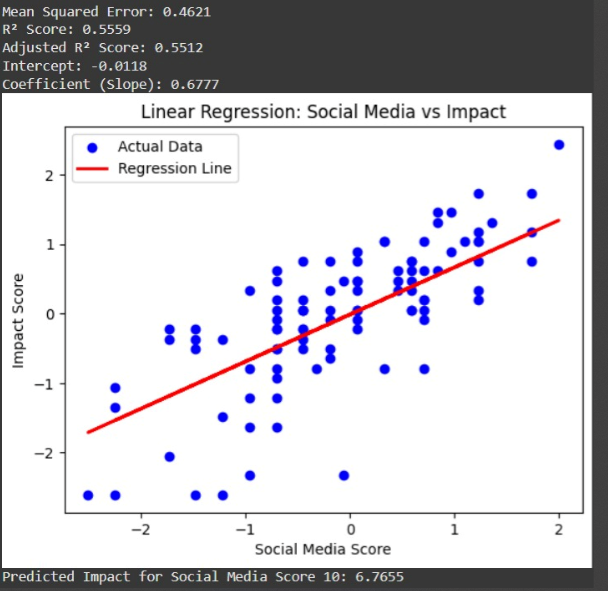 Mean Squared Error: 0.4621
R² Score: 0.5559
Adjusted R² Score: 0.5512
Intercept: -0.0118
Coefficient (Slope): 0.6777
Linear Regression: Social Media vs Impact
Actual Data
Regression Line
2
1
0
−1
−2
Impact Score
−2 −1 0 1 2
Social Media Score
Predicted Impact for Social Media Score 10: 6.7655